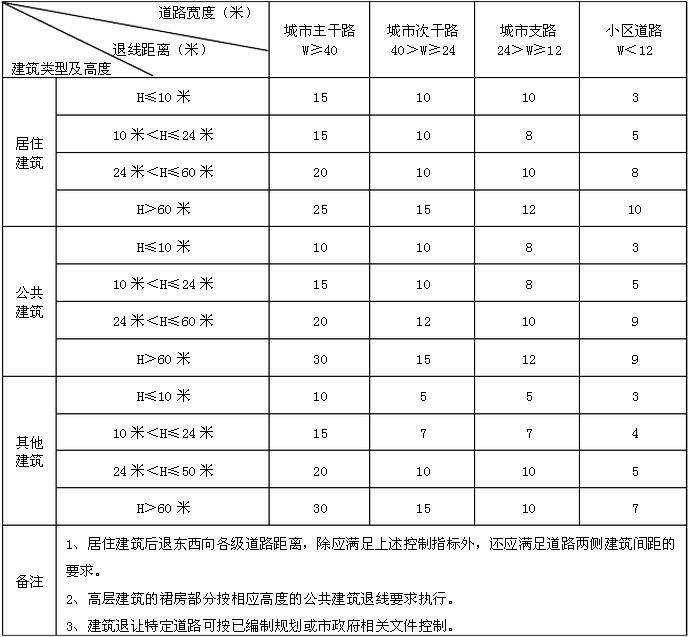 道路宽度（米）
退线距离（米）
建筑类型及高度
城市主干路
W≥40
城市次干路
40＞W≥24
城市支路
24＞W≥12
小区道路
W＜12
居住
建筑
H≤10 米 15 10 10 3
10 米＜H≤24 米 15 10 8 5
24 米＜H≤60 米 20 10 10 8
H＞60 米 25 15 12 10
公共
建筑
H≤10 米 10 10 8 3
10 米＜H≤24 米 15 10 8 5
24 米＜H≤60 米 20 12 10 9
H＞60 米 30 15 12 9
其他
建筑
H≤10 米 10 5 5 3
10 米＜H≤24 米 15 7 7 4
24 米＜H≤50 米 20 10 10 5
H＞60 米 30 15 10 7
备注
1、居住建筑后退东西向各级道路距离，除应满足上述控制指标外，还应满足道路两侧建筑间距的
要求。
2、高层建筑的裙房部分按相应高度的公共建筑退线要求执行。
3、建筑退让特定道路可按已编制规划或市政府相关文件控制。